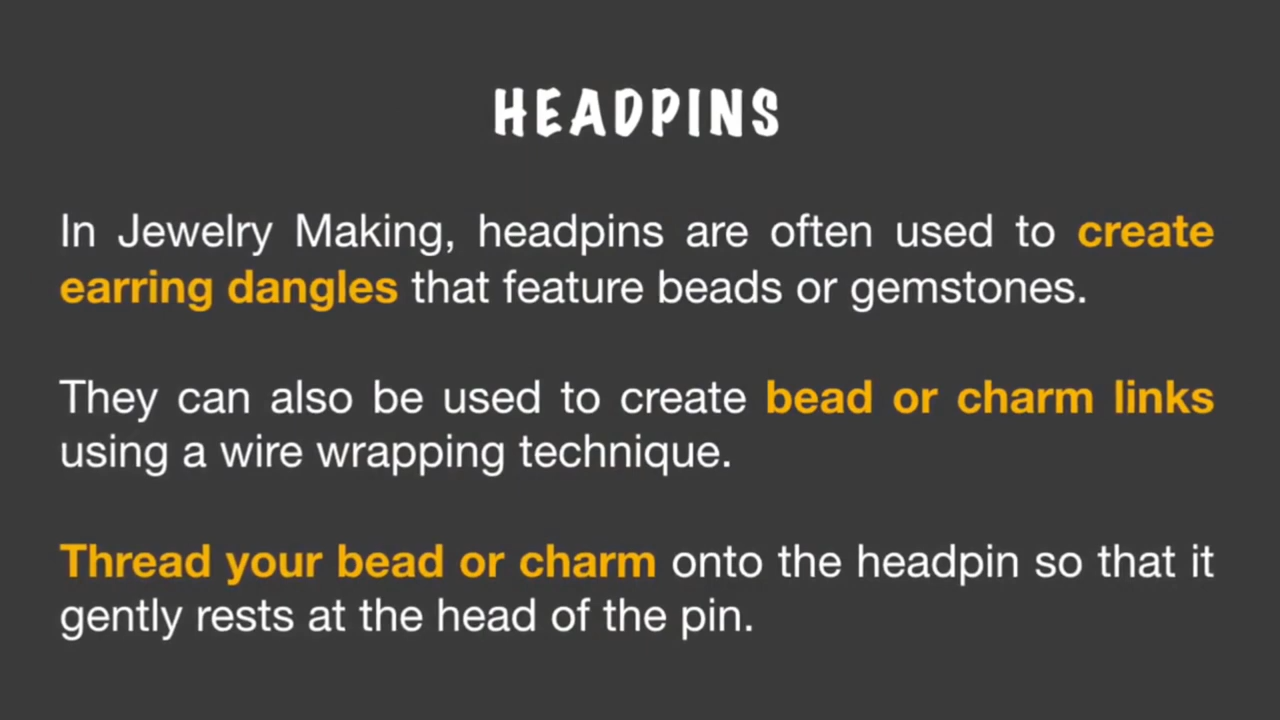 HEADPINS
In Jewelry Making, headpins are often used to create
earring dangles that feature beads or gemstones.
They can also be used to create bead or charm links
using a wire wrapping technique.
Thread your bead or charm onto the headpin so that it
gently rests at the head of the pin.